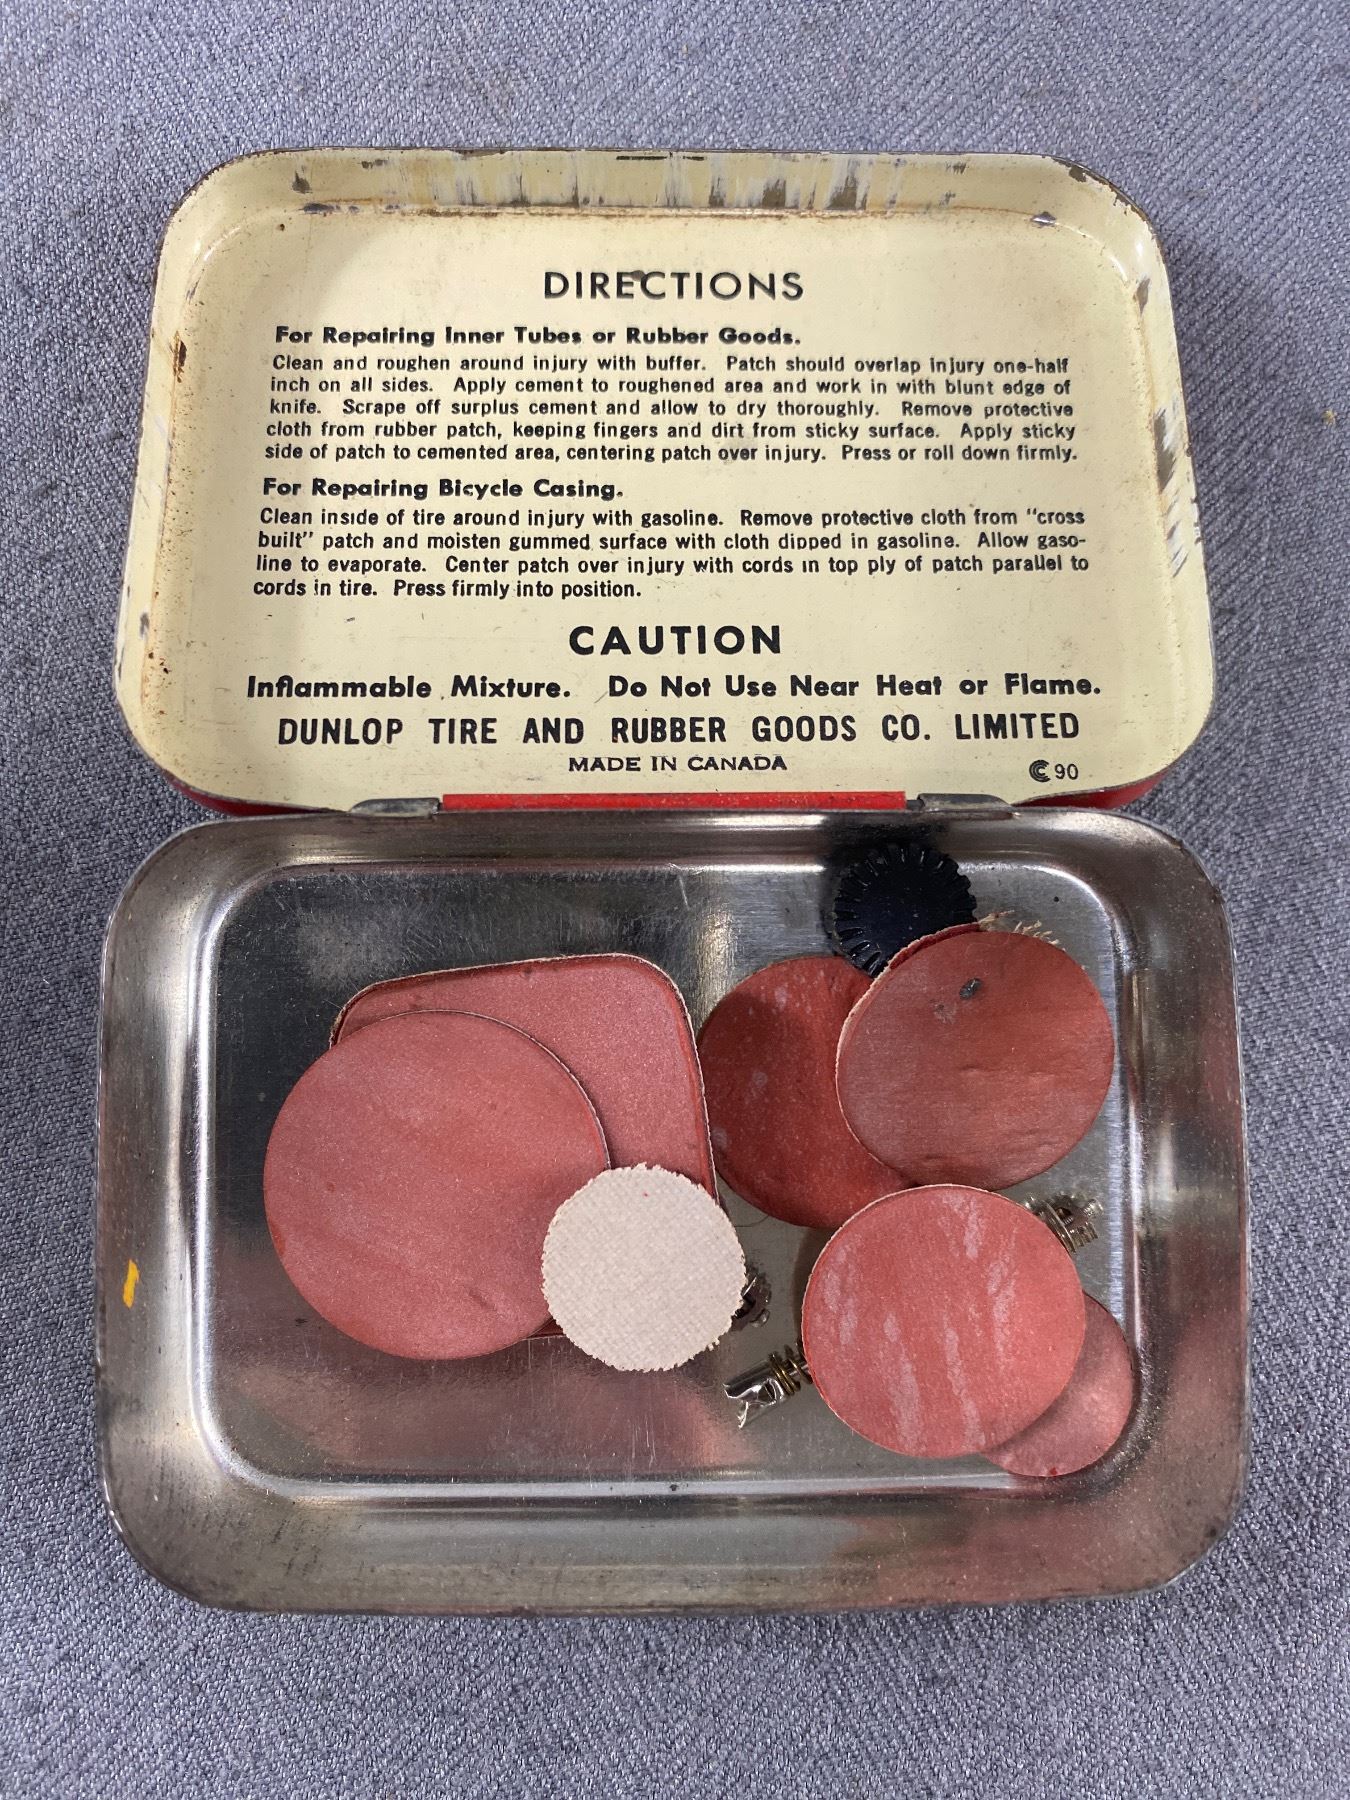 DIRECTIONS
For Repairing Inner Tubes or Rubber Goods.
Clean and roughen around injury with buffer. Patch should overlap injury one-half
inch on all sides. Apply cement to roughened area and work in with blunt edge of
knife. Scrape off surplus cement and allow to dry thoroughly. Remove protective
cloth from rubber patch, keeping fingers and dirt from sticky surface. Apply sticky
side of patch to cemented area, centering patch over injury. Press or roll down firmly.
For Repairing Bicycle Casing.
Clean inside of tire around injury with gasoline. Remove protective cloth from "cross
built" patch and moisten gummed surface with cloth dipped in gasoline. Allow gaso-
line to evaporate. Center patch over injury with cords in top ply of patch parallel to
cords in tire. Press firmly into position.
CAUTION
Inflammable Mixture. Do Not Use Near Heat or Flame.
DUNLOP TIRE AND RUBBER GOODS CO. LIMITED
MADE IN CANADA
90